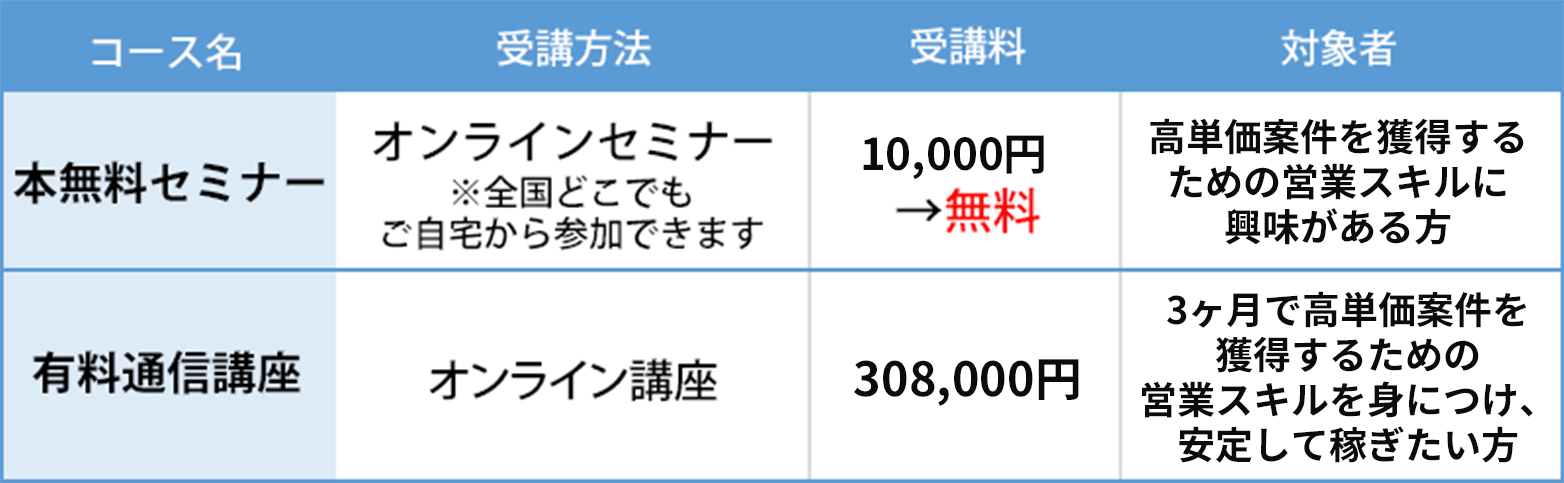 コース名
受講方法
受講料
対象者
本無料セミナー
オンラインセミナー
※全国どこでも
ご自宅から参加できます
10,000円
→無料
高単価案件を獲得する
ための営業スキルに
興味がある方
有料通信講座
オンライン講座
308,000円
3ヶ月で高単価案件を
獲得するための
営業スキルを身につけ、
安定して稼ぎたい方